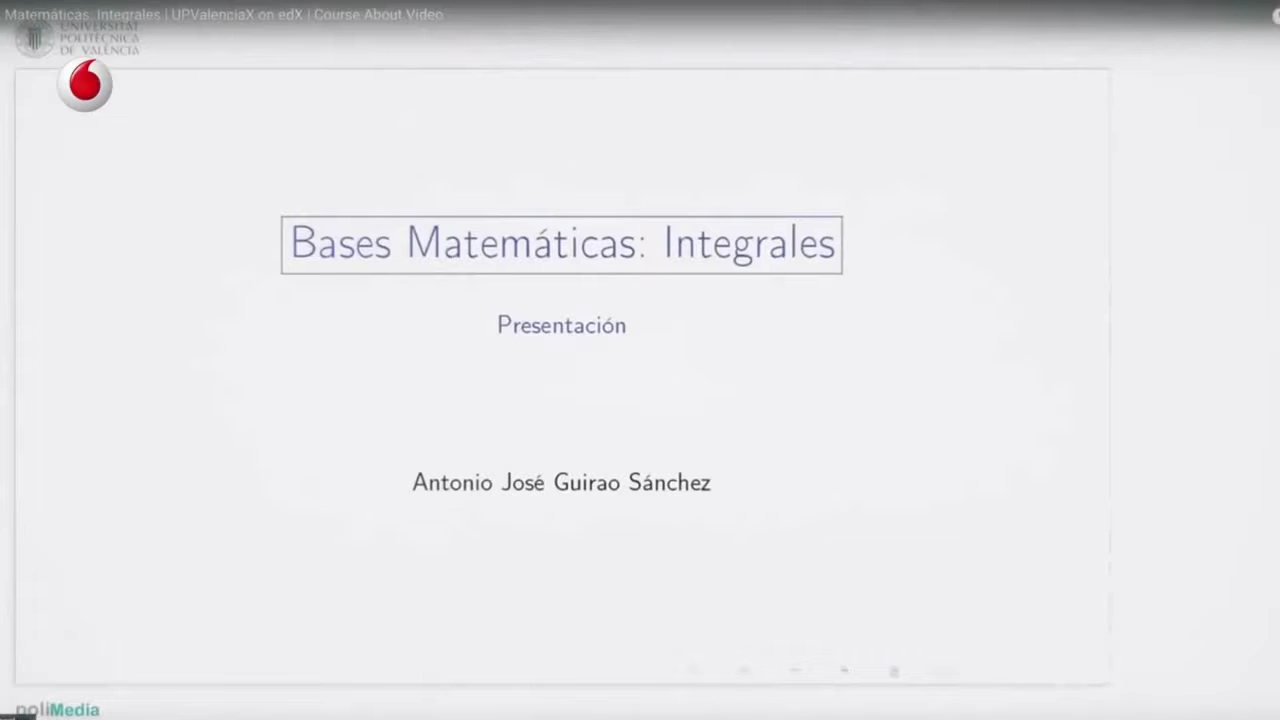 Matemáticas: Integrales | UPValenciaX on edX | Course About Video
UNIVERSITAT
POLITÈCNICA
DE VALÈNCIA
Bases Matemáticas: Integrales
Presentación
Antonio José Guirao Sánchez
poliMedia